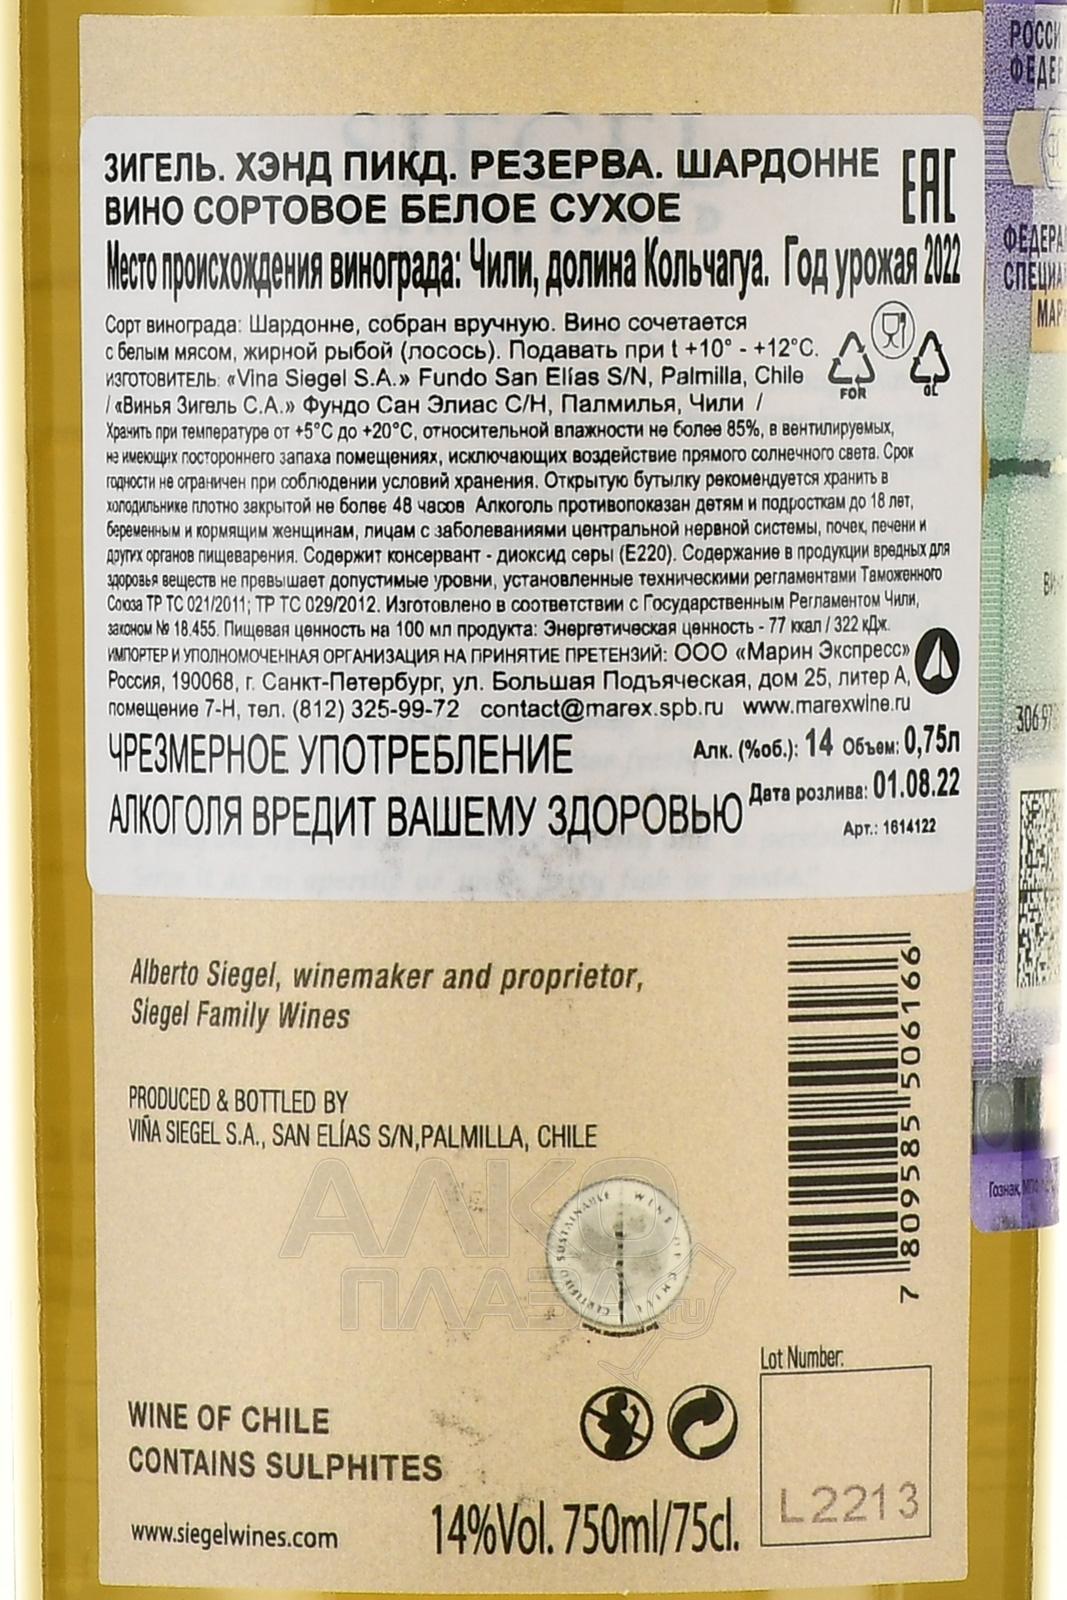 ЗИГЕЛЬ. ХЭНД ПИКД. РЕЗЕРВА. ШАРДОННЕ
ВИНО СОРТОВОЕ БЕЛОЕ СУХОЕ
EAC
Место происхождения винограда: Чили, долина Кольчагуа. Год урожая 2022
Сорт винограда: Шардонне, собран вручную. Вино сочетается
с белым мясом, жирной рыбой (лосось). Подавать при t +10° - +12°С.
ИЗГОТОВИТЕЛЬ: «Vina Siegel S.A.» Fundo San Elías S/N, Palmilla, Chile
/ «Винья Зигель С.А.» Фундо Сан Элиас С/Н, Палмилья, Чили /
FOR
GL
Хранить при температуре от +5°С до +20°С, относительной влажности не более 85%, в вентилируемых,
не имеющих постороннего запаха помещениях, исключающих воздействие прямого солнечного света. Срок
годности не ограничен при соблюдении условий хранения. Открытую бутылку рекомендуется хранить в
холодильнике плотно закрытой не более 48 часов Алкоголь противопоказан детям и подросткам до 18 лет,
беременным и кормящим женщинам, лицам с заболеваниями центральной нервной системы, почек, печени и
других органов пищеварения. Содержит консервант - диоксид серы (Е220). Содержание в продукции вредных для
здоровья веществ не превышает допустимые уровни, установленные техническими регламентами Таможенного
Союза ТР ТС 021/2011; ТР ТС 029/2012. Изготовлено в соответствии с Государственным Регламентом Чили,
законом № 18.455. Пищевая ценность на 100 мл продукта: Энергетическая ценность - 77 ккал / 322 кДж.
ИМПОРТЕР И УПОЛНОМОЧЕННАЯ ОРГАНИЗАЦИЯ НА ПРИНЯТИЕ ПРЕТЕНЗИЙ: ООО «Марин Экспресс»
Россия, 190068, г. Санкт-Петербург, ул. Большая Подъяческая, дом 25, литер А,
помещение 7-Н, тел. (812) 325-99-72 contact@marex.spb.ru www.marexwine.ru
ЧРЕЗМЕРНОЕ УПОТРЕБЛЕНИЕ
АЛКОГОЛЯ ВРЕДИТ ВАШЕМУ ЗДОРОВЬЮ
Алк. (%об.): 14 Объем: 0,75л
Дата розлива: 01.08.22
Арт.: 1614122
Alberto Siegel, winemaker and proprietor,
Siegel Family Wines
PRODUCED & BOTTLED BY
VIÑA SIEGEL S.A., SAN ELÍAS S/N,PALMILLA, CHILE
7 809585 506166
АЛКО
ПЛАЗА.ru
CERTIFIED SUSTAINABLE WINE OF CHILE
Lot Number:
L2213
WINE OF CHILE
CONTAINS SULPHITES
www.siegelwines.com
14%Vol. 750ml/75cl.